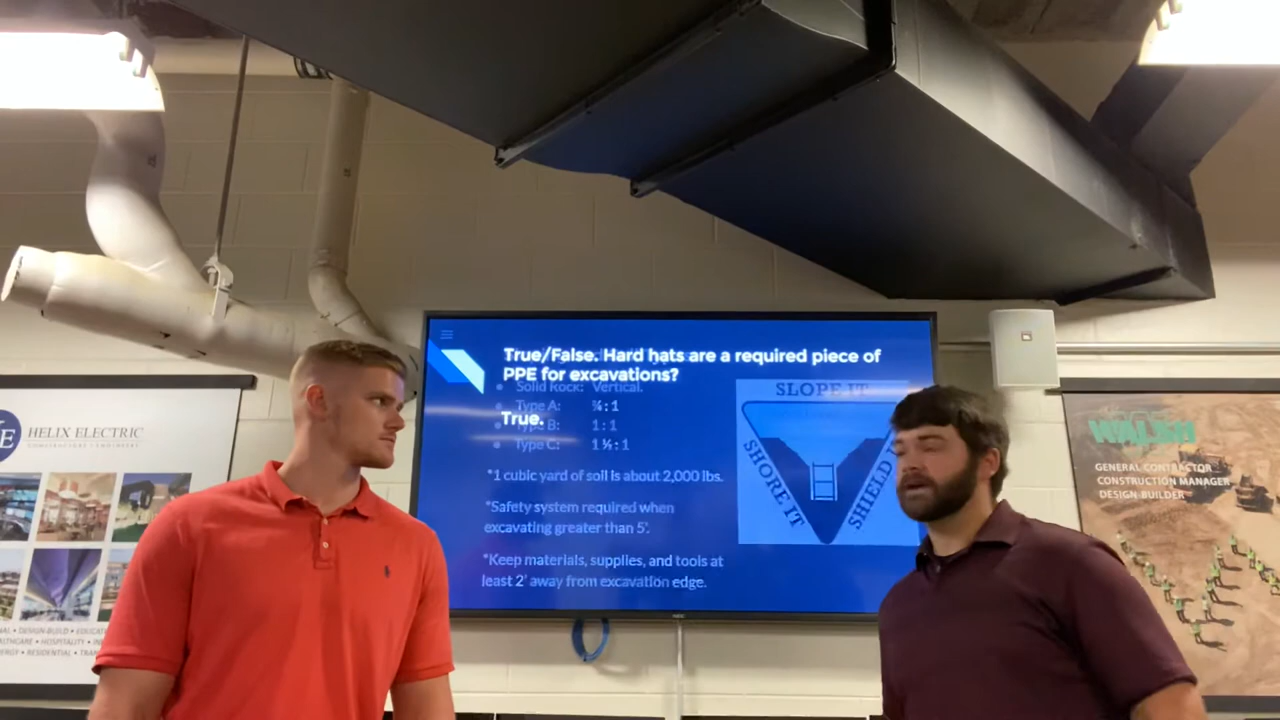 True/False. Hard hats are a required piece of
PPE for excavations?
True.
Solid Rock: Vertical.
Type A: ¾ : 1
Type B: 1 : 1
Type C: 1 ½ : 1
*1 cubic yard of soil is about 2,000 lbs.
*Safety system required when
excavating greater than 5'.
*Keep materials, supplies, and tools at
least 2' away from excavation edge.
SLOPE IT
SHORE IT
SHIELD
E
HELIX ELECTRIC
WALSH
GENERAL CONTRACTOR
CONSTRUCTION MANAGER
DESIGN-BUILDER